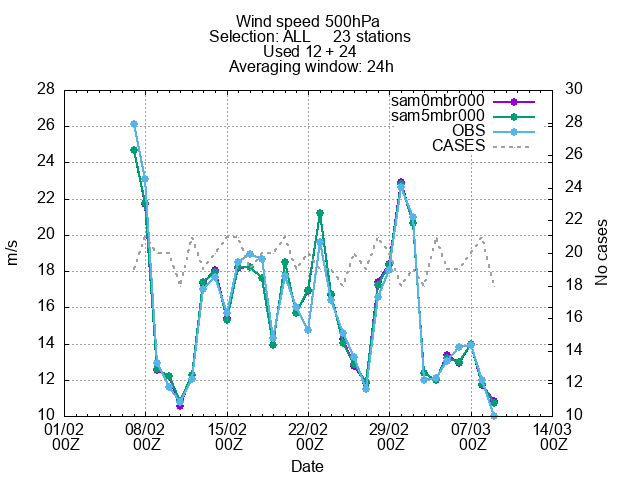 Wind speed 500hPa
Selection: ALL 23 stations
Used 12 + 24
Averaging window: 24h
sam0mbr000
sam5mbr000
OBS
CASES
28
26
24
22
20
18
16
14
12
10
m/s
30
28
26
24
22
20
18
16
14
12
10
No cases
01/02 08/02 15/02 22/02 29/02 07/03 14/03
00Z 00Z 00Z 00Z 00Z 00Z 00Z
Date